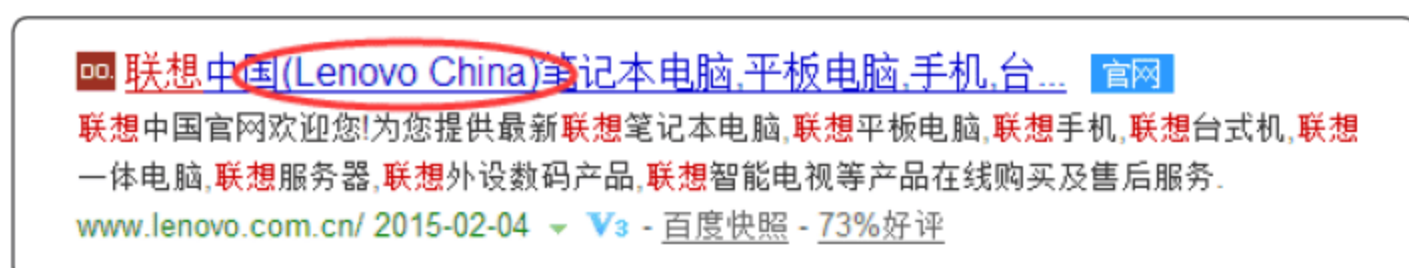 联想中国(Lenovo China)笔记本电脑,平板电脑,手机,台... 官网
联想中国官网欢迎您!为您提供最新联想笔记本电脑,联想平板电脑,联想手机,联想台式机,联想
一体电脑,联想服务器,联想外设数码产品,联想智能电视等产品在线购买及售后服务.
www.lenovo.com.cn/ 2015-02-04 V3 - 百度快照 - 73%好评